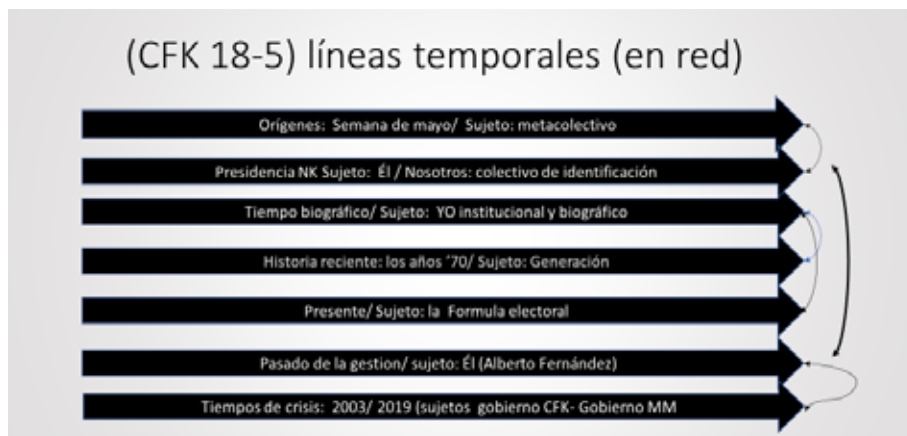 (CFK 18-5) líneas temporales (en red)
Orígenes: Semana de mayo/ Sujeto: metacolectivo
Presidencia NK Sujeto: Él / Nosotros: colectivo de identificación
Tiempo biográfico/ Sujeto: YO institucional y biográfico
Historia reciente: los años '70/ Sujeto: Generación
Presente/ Sujeto: la Formula electoral
Pasado de la gestion/ sujeto: Él (Alberto Fernández)
Tiempos de crisis: 2003/ 2019 (sujetos gobierno CFK- Gobierno MM